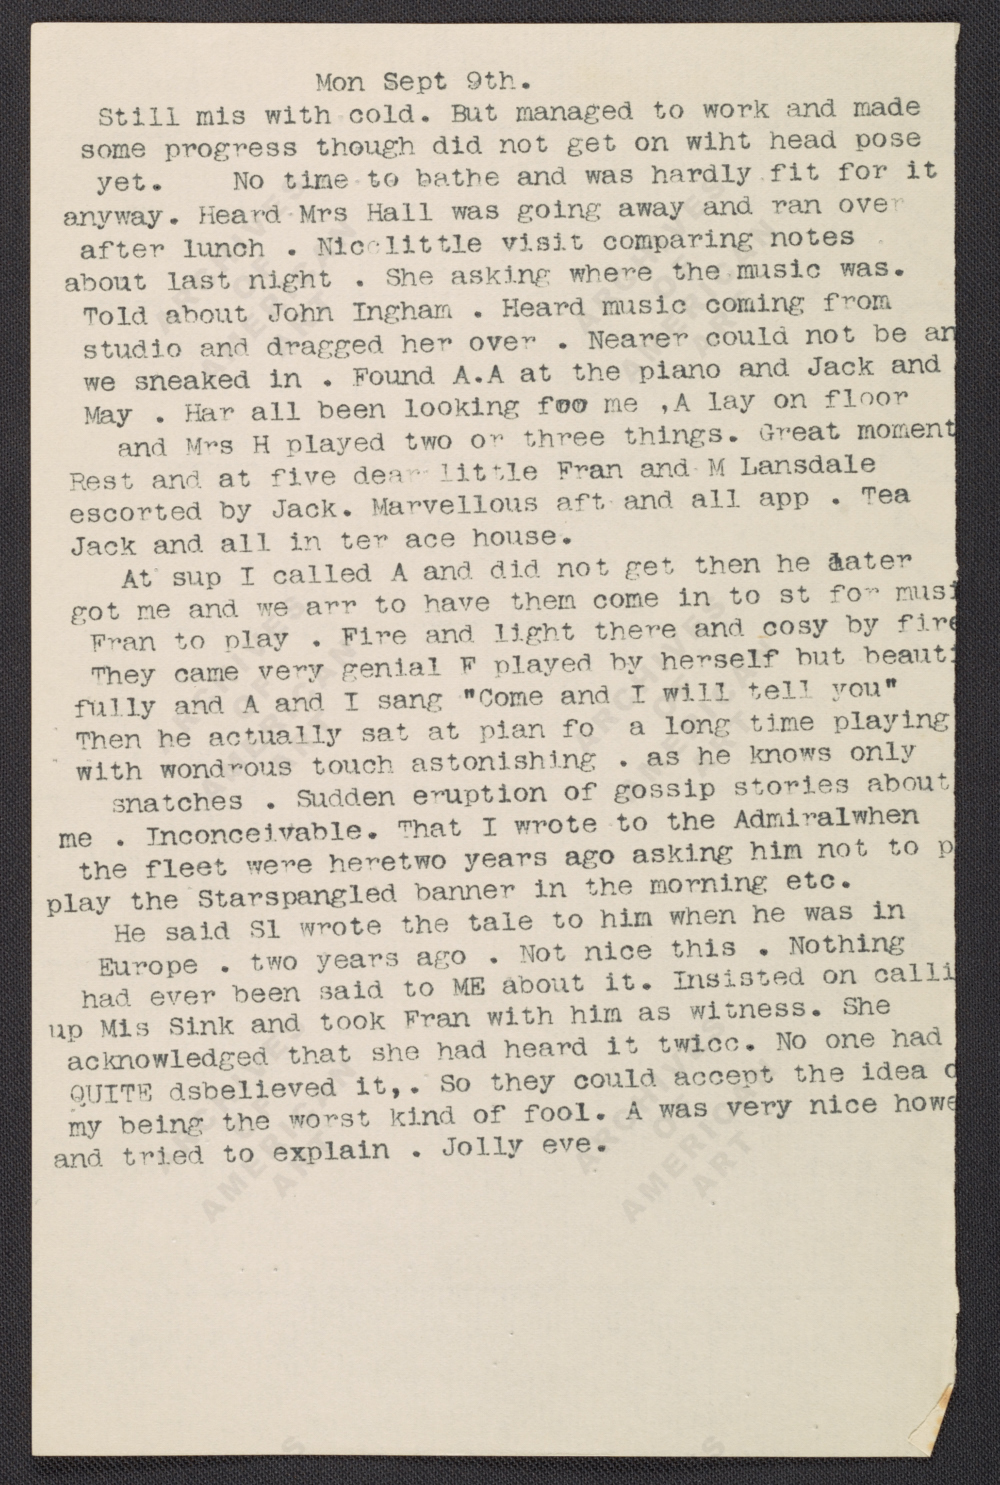 Mon Sept 9th.
Still mis with cold. But managed to work and made
some progress though did not get on wiht head pose
yet. No time to bathe and was hardly fit for it
anyway. Heard Mrs Hall was going away and ran over
after lunch . Nice little visit comparing notes
about last night . She asking where the music was.
Told about John Ingham . Heard music coming from
studio and dragged her over . Nearer could not be an
we sneaked in . Found A.A at the piano and Jack and
May . Har all been looking foo me ,A lay on floor
and Mrs H played two or three things. Great moment
Rest and at five dear little Fran and M Lansdale
escorted by Jack. Marvellous aft and all app . Tea
Jack and all in ter ace house.
At sup I called A and did not get then he later
got me and we arr to have them come in to st for musi
Fran to play . Fire and light there and cosy by fire
They came very genial F played by herself but beauti
fully and A and I sang "Come and I will tell you"
Then he actually sat at pian fo a long time playing
with wondrous touch astonishing . as he knows only
snatches . Sudden eruption of gossip stories about
me . Inconceivable. That I wrote to the Admiralwhen
the fleet were heretwo years ago asking him not to p
play the Starspangled banner in the morning etc.
He said Sl wrote the tale to him when he was in
Europe . two years ago . Not nice this . Nothing
had ever been said to ME about it. Insisted on calli
up Mis Sink and took Fran with him as witness. She
acknowledged that she had heard it twicc. No one had
QUITE dsbelieved it,. So they could accept the idea o
my being the worst kind of fool. A was very nice howe
and tried to explain . Jolly eve.